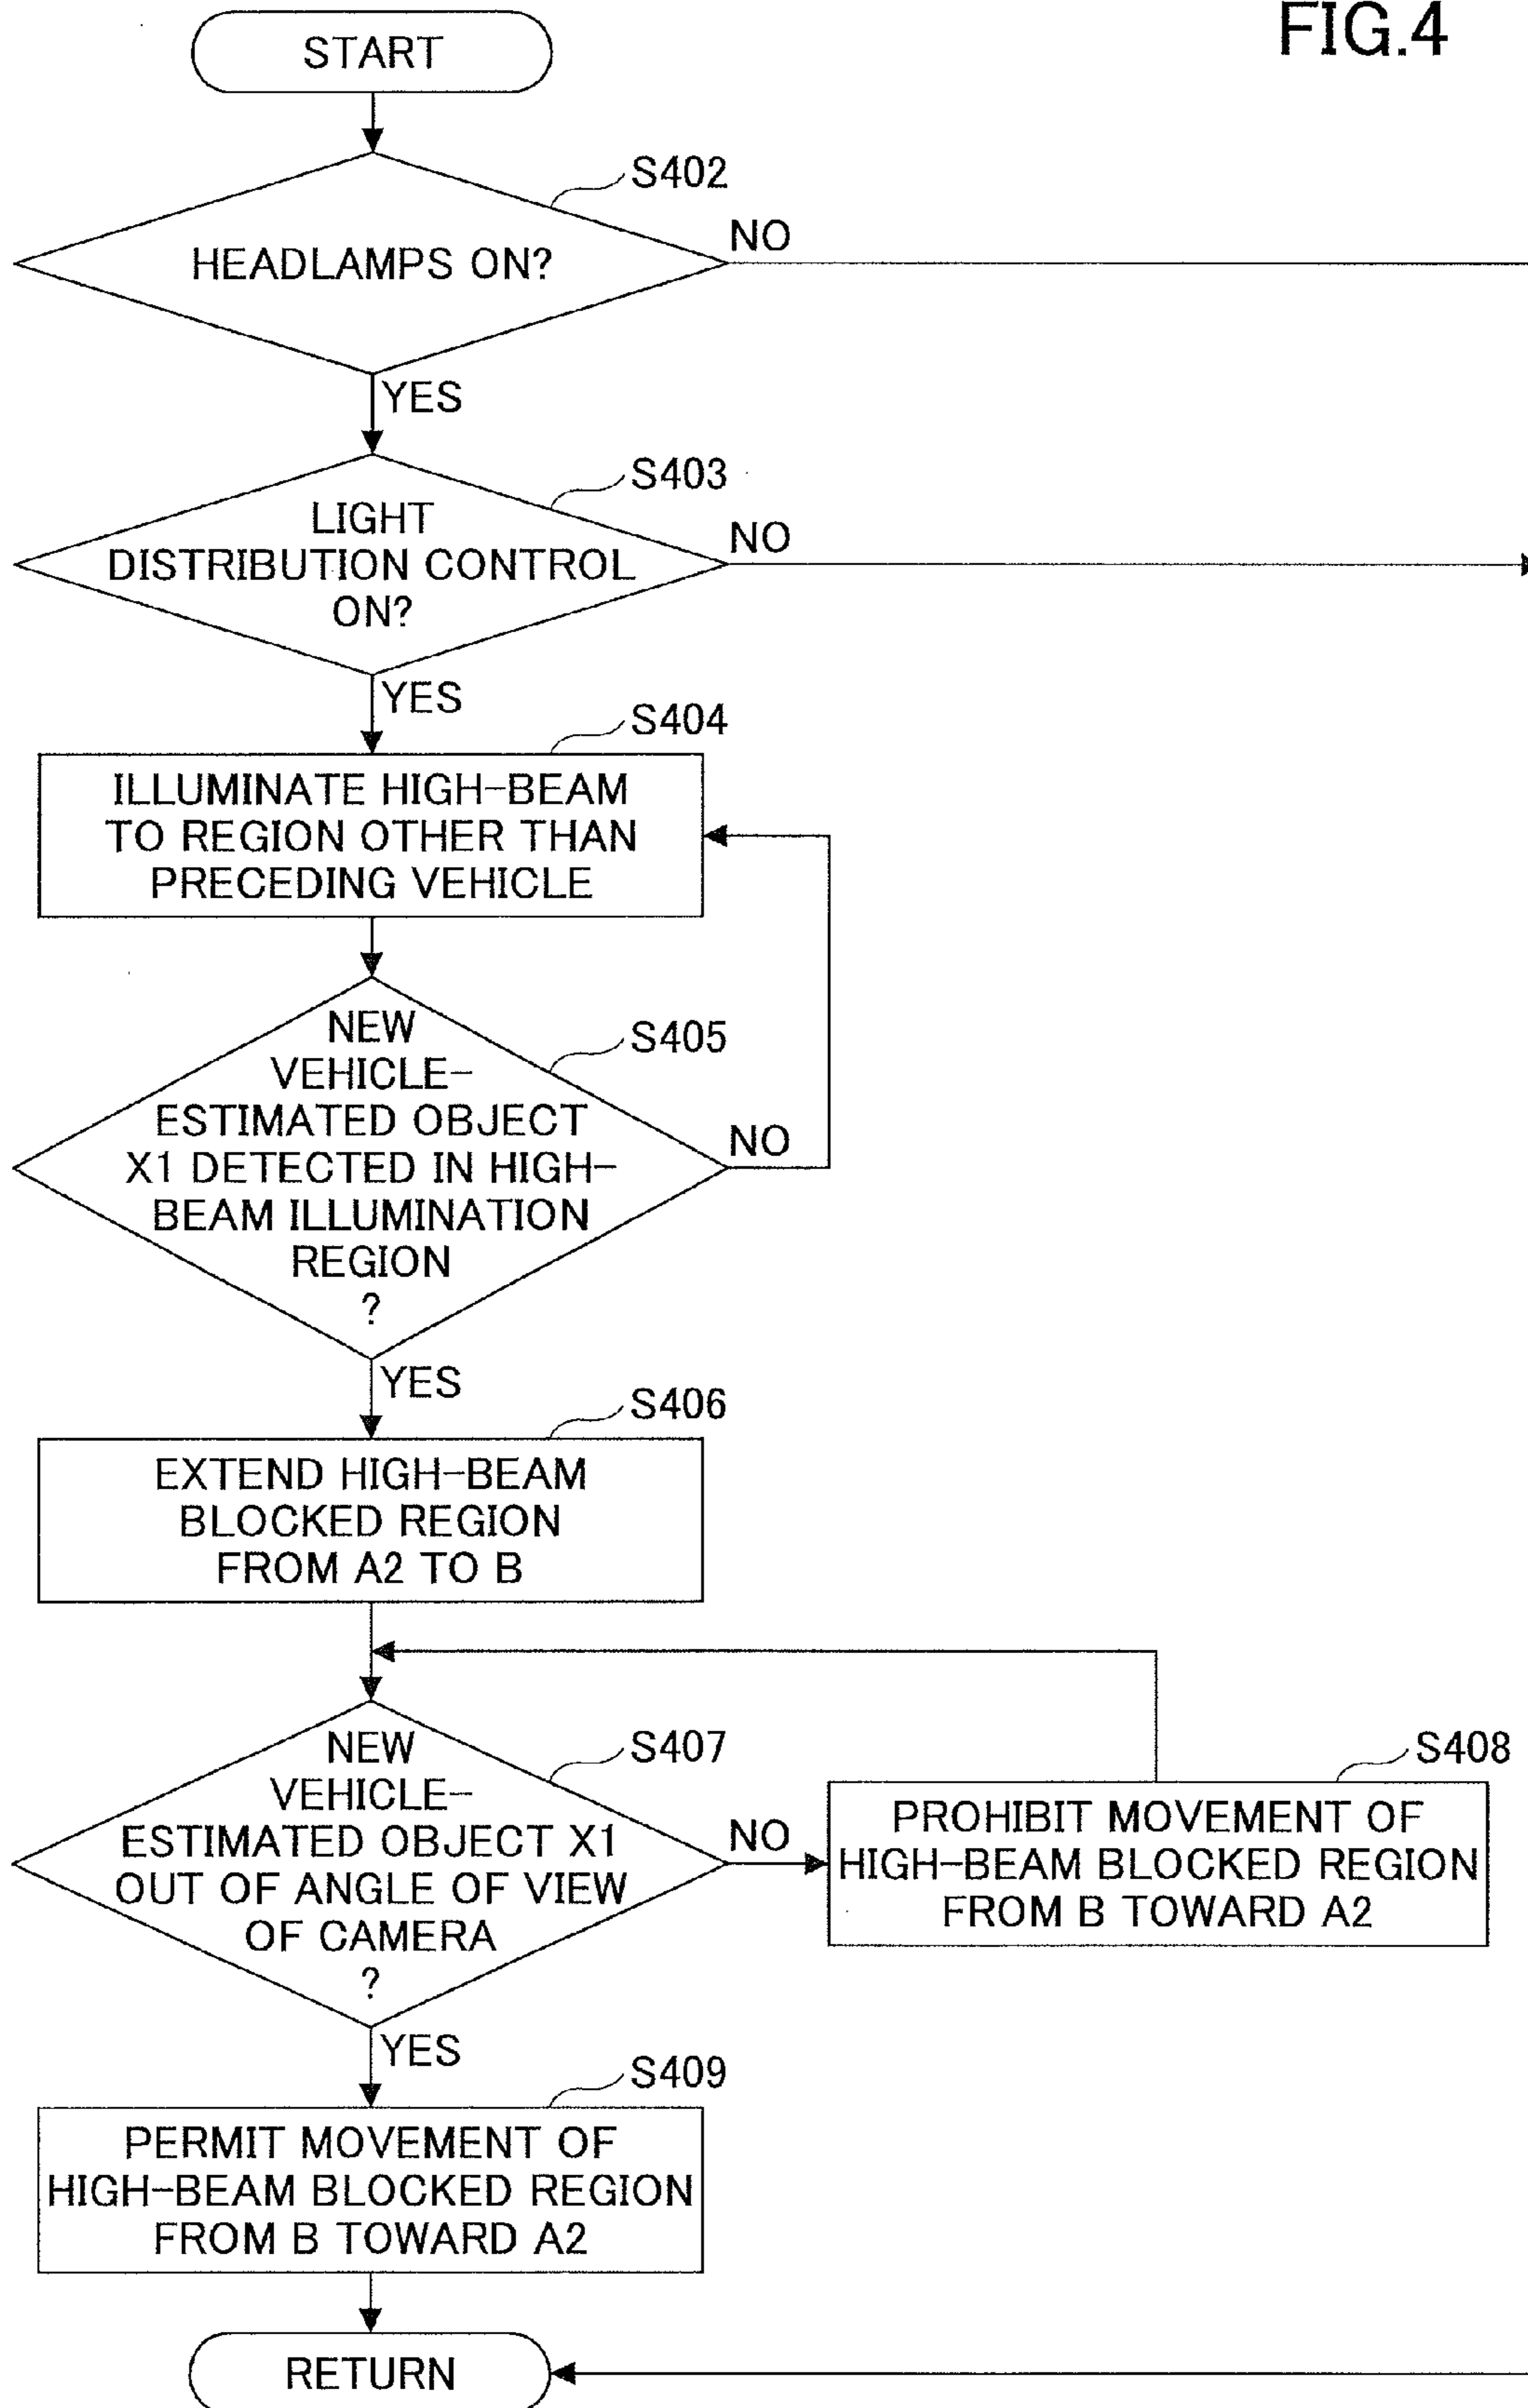 FIG.4
START
S402
HEADLAMPS ON?
NO
YES
S403
LIGHT
DISTRIBUTION CONTROL
ON?
NO
YES
S404
ILLUMINATE HIGH-BEAM
TO REGION OTHER THAN
PRECEDING VEHICLE
S405
NEW
VEHICLE-
ESTIMATED OBJECT
X1 DETECTED IN HIGH-
BEAM ILLUMINATION
REGION
?
NO
YES
S406
EXTEND HIGH-BEAM
BLOCKED REGION
FROM A2 TO B
S407
NEW
VEHICLE-
ESTIMATED OBJECT X1
OUT OF ANGLE OF VIEW
OF CAMERA
?
NO
S408
PROHIBIT MOVEMENT OF
HIGH-BEAM BLOCKED REGION
FROM B TOWARD A2
YES
S409
PERMIT MOVEMENT OF
HIGH-BEAM BLOCKED REGION
FROM B TOWARD A2
RETURN